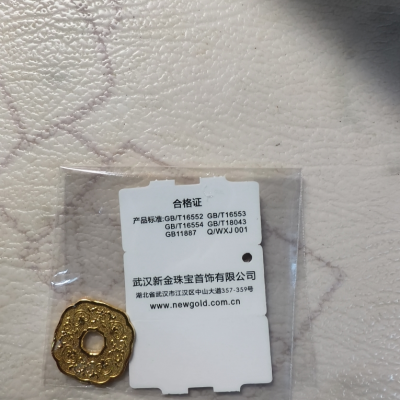 合格证
产品标准:GB/T16552 GB/T16553
GB/T16554 GB/T18043
GB11887 Q/WXJ 001
武汉新金珠宝首饰有限公司
湖北省武汉市江汉区中山大道357-359号
www.newgold.com.cn